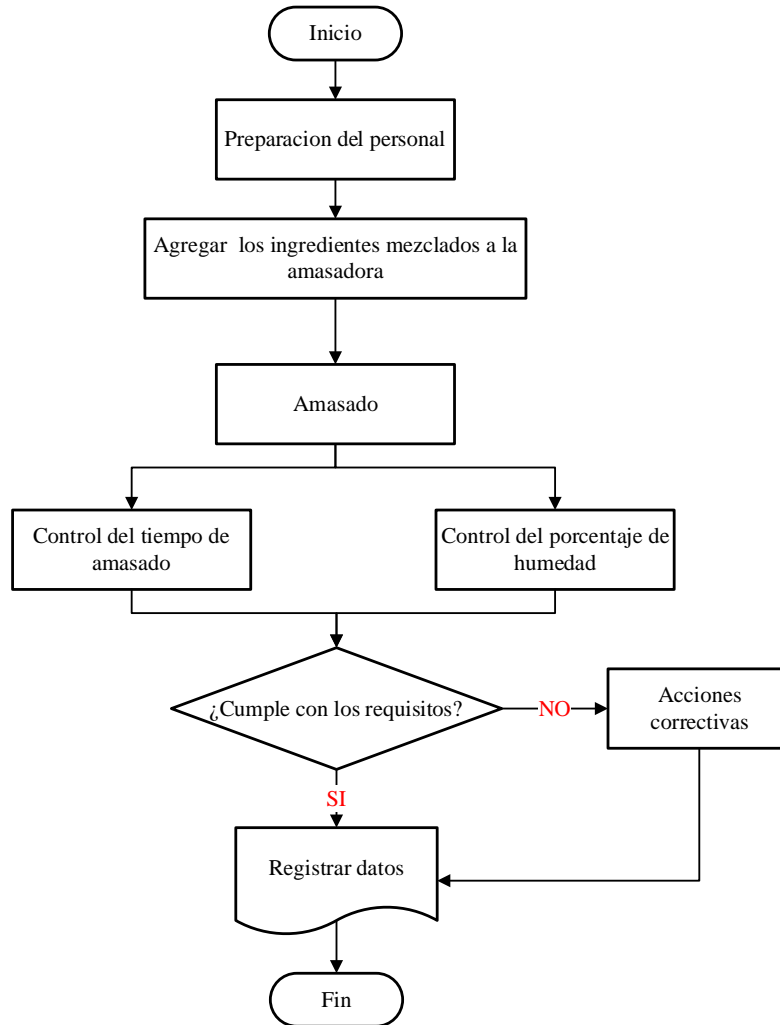 Inicio
Preparacion del personal
Agregar  los ingredientes mezclados a la
amasadora
Amasado
Control del tiempo de
amasado
Control del porcentaje de
humedad
¿Cumple con los requisitos?
NO
Acciones
correctivas
SI
Registrar datos
Fin